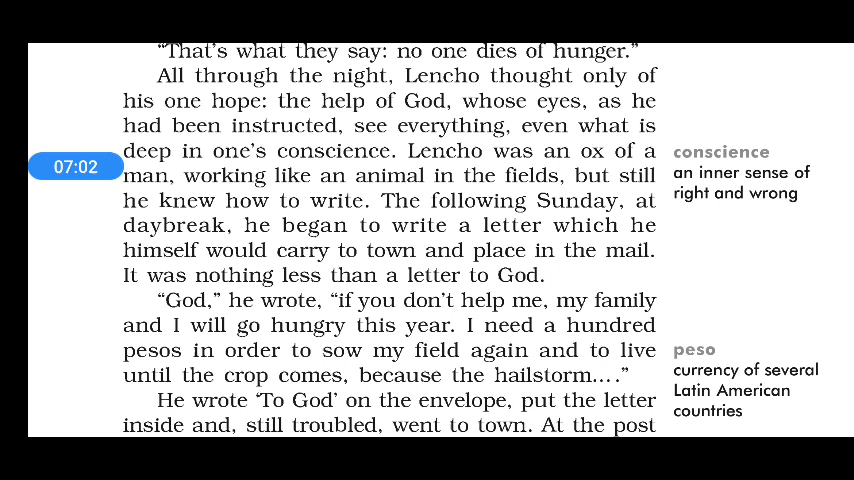 “That’s what they say: no one dies of hunger.”
All through the night, Lencho thought only of
his one hope: the help of God, whose eyes, as he
had been instructed, see everything, even what is
deep in one’s conscience. Lencho was an ox of a
man, working like an animal in the fields, but still
he knew how to write. The following Sunday, at
daybreak, he began to write a letter which he
himself would carry to town and place in the mail.
It was nothing less than a letter to God.
“God,” he wrote, “if you don’t help me, my family
and I will go hungry this year. I need a hundred
pesos in order to sow my field again and to live
until the crop comes, because the hailstorm... .”
He wrote ‘To God’ on the envelope, put the letter
inside and, still troubled, went to town. At the post
07:02
conscience
an inner sense of
right and wrong
peso
currency of several
Latin American
countries